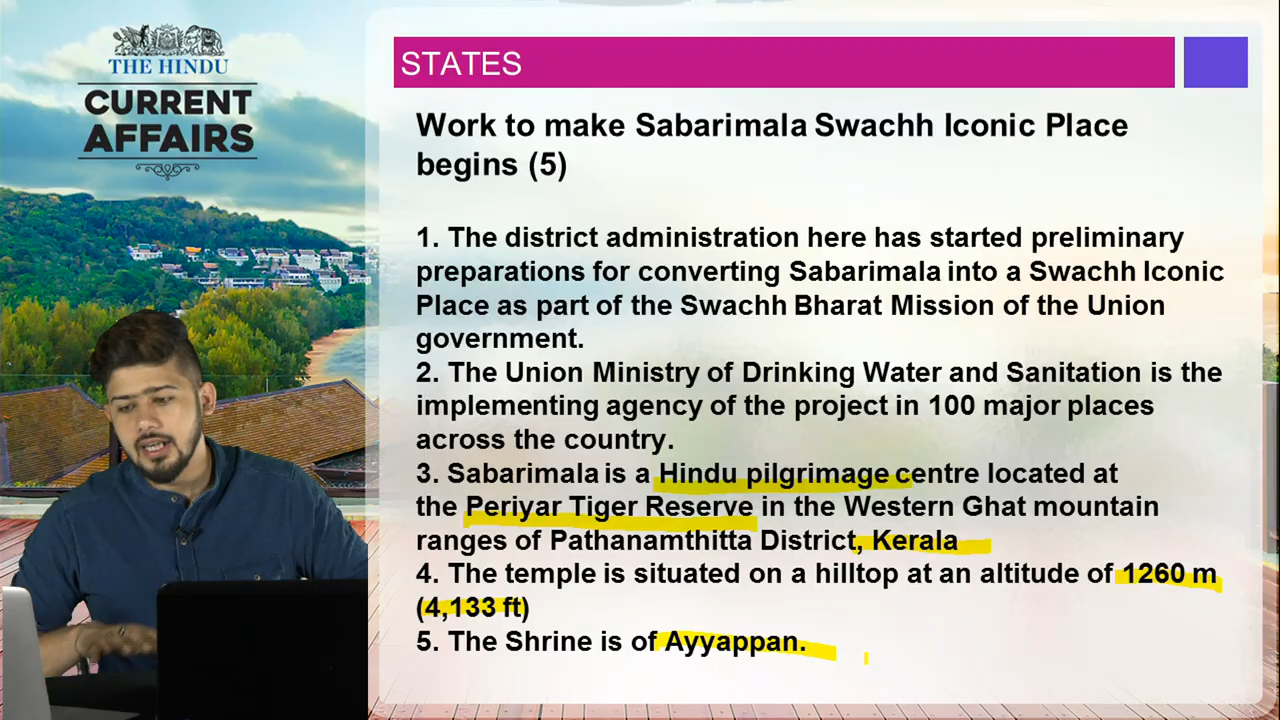 THE HINDU
CURRENT
AFFAIRS
STATES
Work to make Sabarimala Swachh Iconic Place
begins (5)
1. The district administration here has started preliminary
preparations for converting Sabarimala into a Swachh Iconic
Place as part of the Swachh Bharat Mission of the Union
government.
2. The Union Ministry of Drinking Water and Sanitation is the
implementing agency of the project in 100 major places
across the country.
3. Sabarimala is a Hindu pilgrimage centre located at
the Periyar Tiger Reserve in the Western Ghat mountain
ranges of Pathanamthitta District, Kerala
4. The temple is situated on a hilltop at an altitude of 1260 m
(4,133 ft)
5. The Shrine is of Ayyappan.